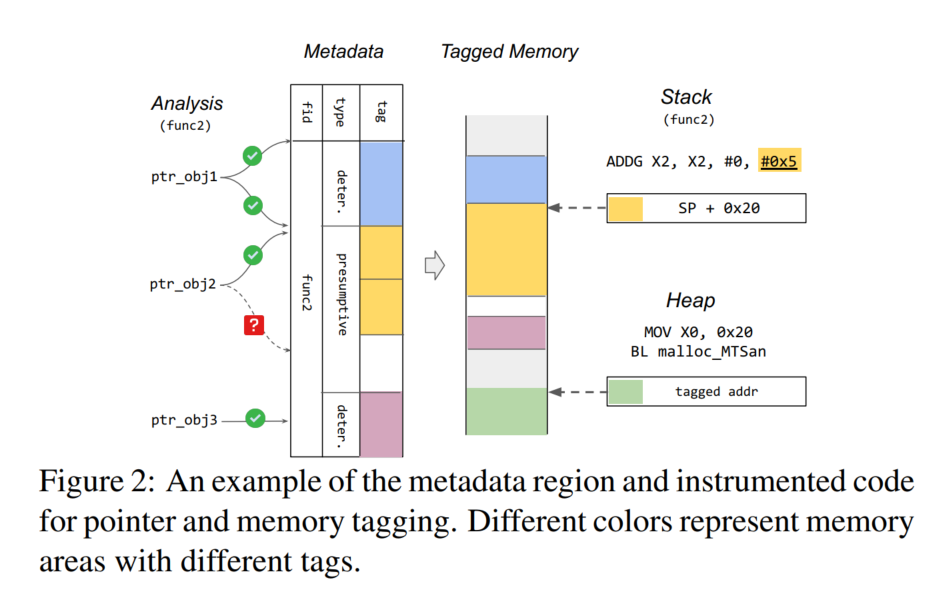 Metadata
Tagged Memory
Analysis
(func2)
fid
type
tag
Stack
(func2)
ADDG X2, X2, #0, #0x5
ptr_obj1
deter.
SP + 0x20
ptr_obj2
func2
presumptive
?
Heap
MOV X0, 0x20
BL malloc_MTSan
tagged addr
ptr_obj3
deter.
Figure 2: An example of the metadata region and instrumented code
for pointer and memory tagging. Different colors represent memory
areas with different tags.